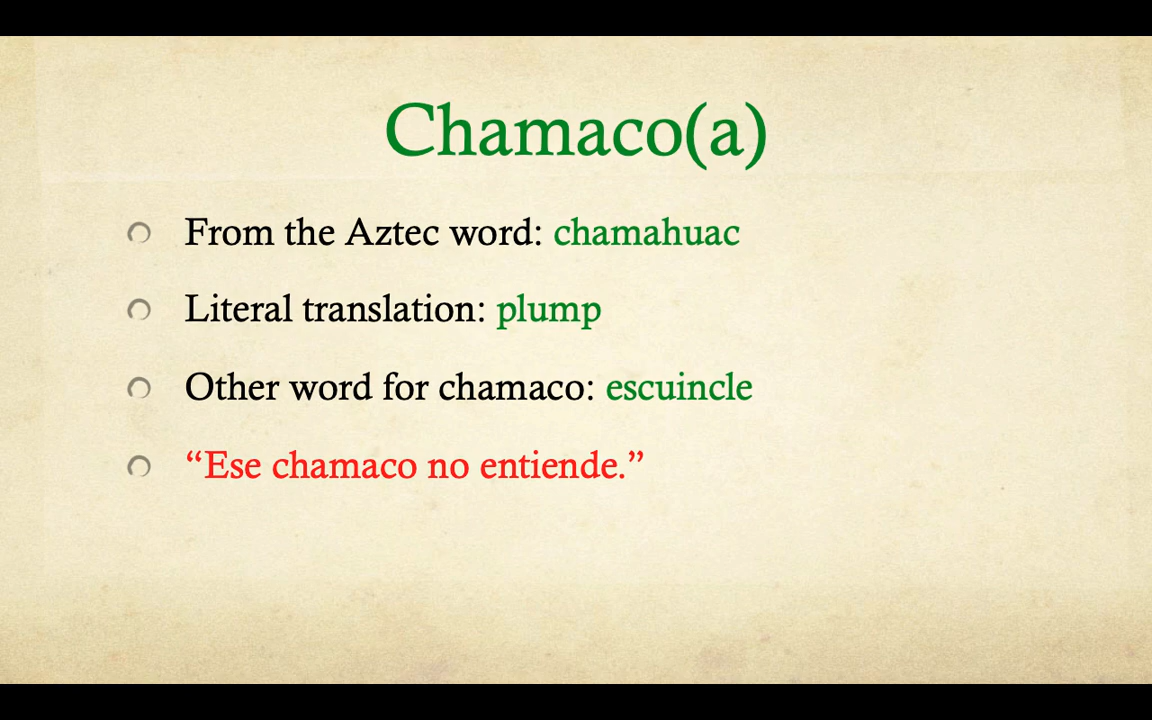 Chamaco(a)
From the Aztec word: chamahuac
Literal translation: plump
Other word for chamaco: escuincle
“Ese chamaco no entiende.”